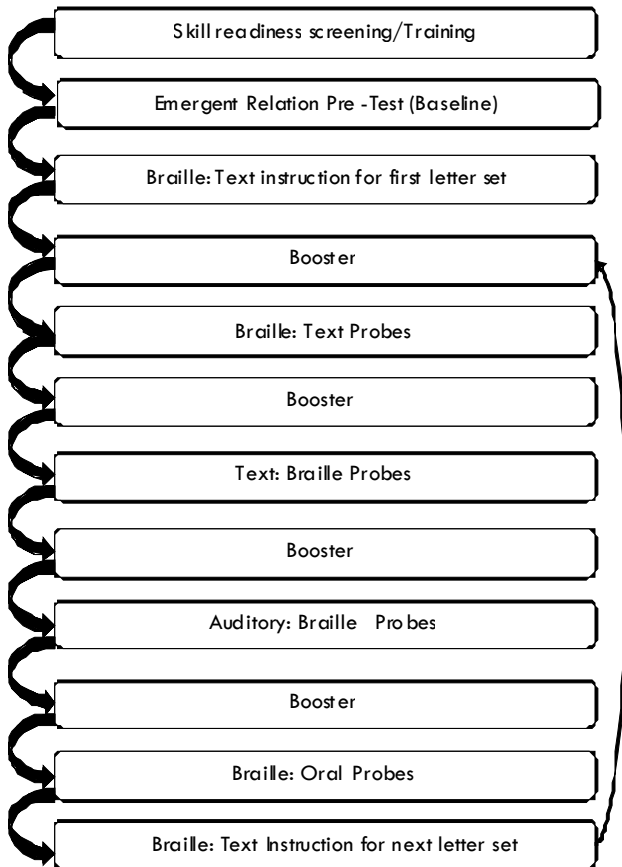 Skill readiness screening/Training
Emergent Relation Pre -Test (Baseline)
Braille: Text instruction for first letter set
Booster
Braille: Text Probes
Booster
Text: Braille Probes
Booster
Auditory: Braille Probes
Booster
Braille: Oral Probes
Braille: Text Instruction for next letter set